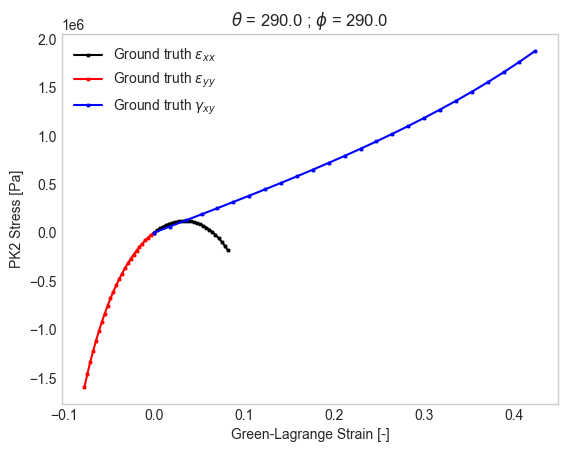 θ = 290.0 ; ϕ = 290.0
1e6
2.0
1.5
1.0
0.5
0.0
−0.5
−1.0
−1.5
PK2 Stress [Pa]
Ground truth εxx
Ground truth εyy
Ground truth γxy
−0.1
0.0
0.1
0.2
0.3
0.4
Green-Lagrange Strain [-]